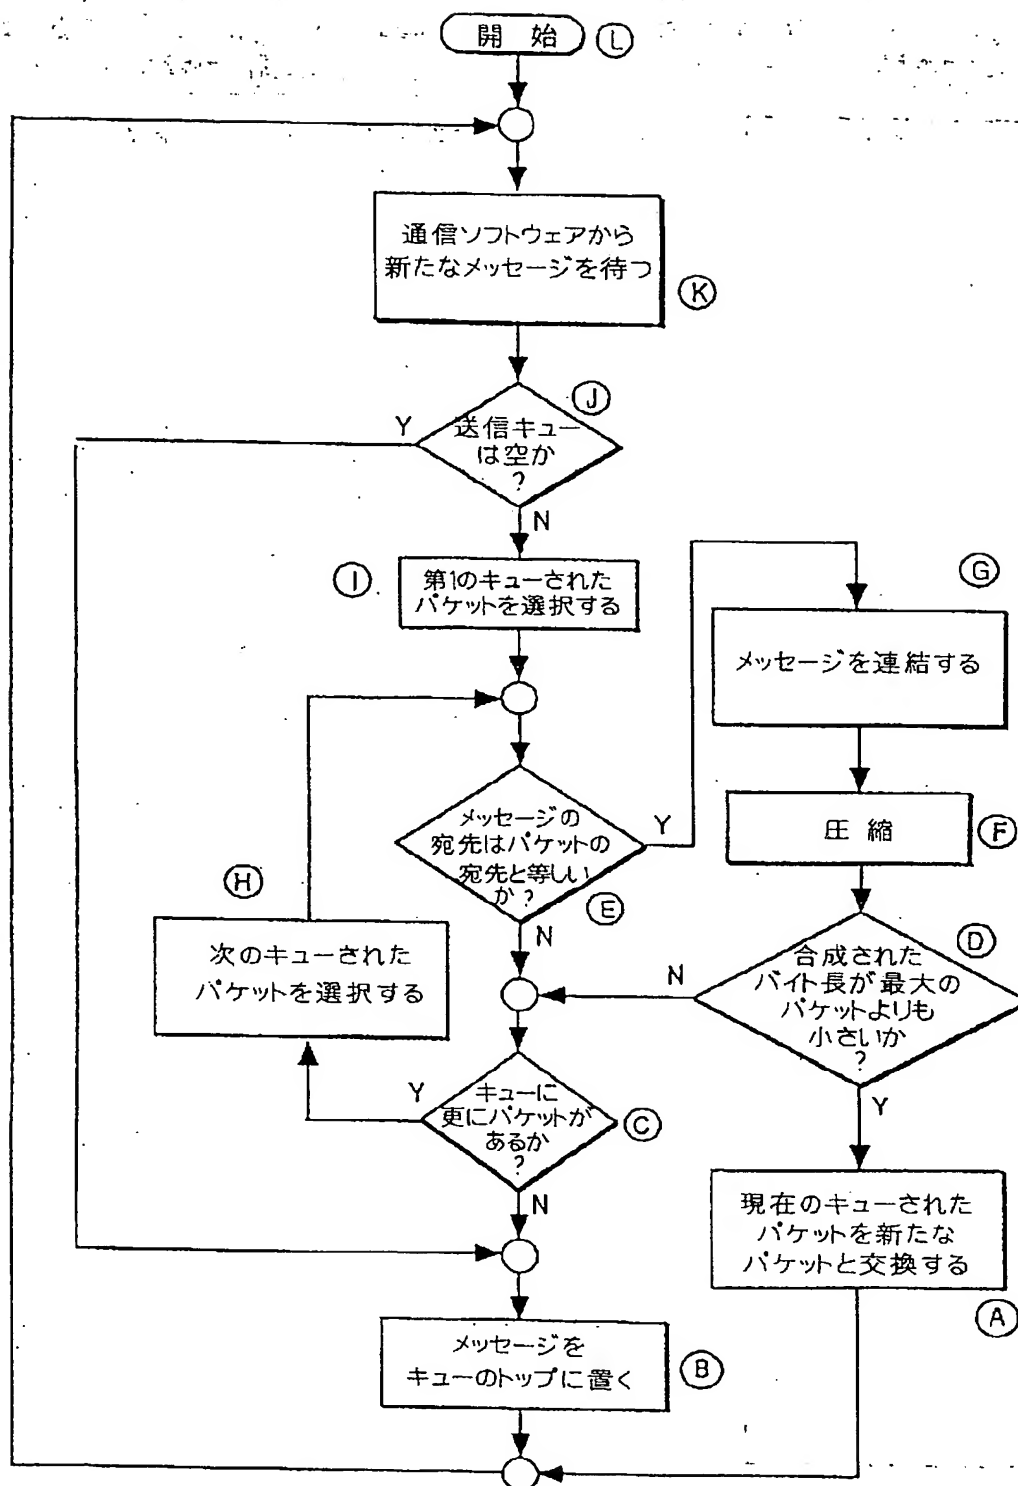 開始 L
通信ソフトウェアから
新たなメッセージを待つ
K
J
Y
送信キュー
は空か
?
N
I
第1のキューされた
パケットを選択する
G
メッセージを連結する
メッセージの
宛先はパケットの
宛先と等しい
か?
Y
E
N
圧縮
F
H
次のキューされた
パケットを選択する
D
合成された
バイト長が最大の
パケットよりも
小さいか
?
N
Y
Y
キューに
更にパケットが
あるか
?
C
N
現在のキューされた
パケットを新たな
パケットと交換する
A
メッセージを
キューのトップに置く
B